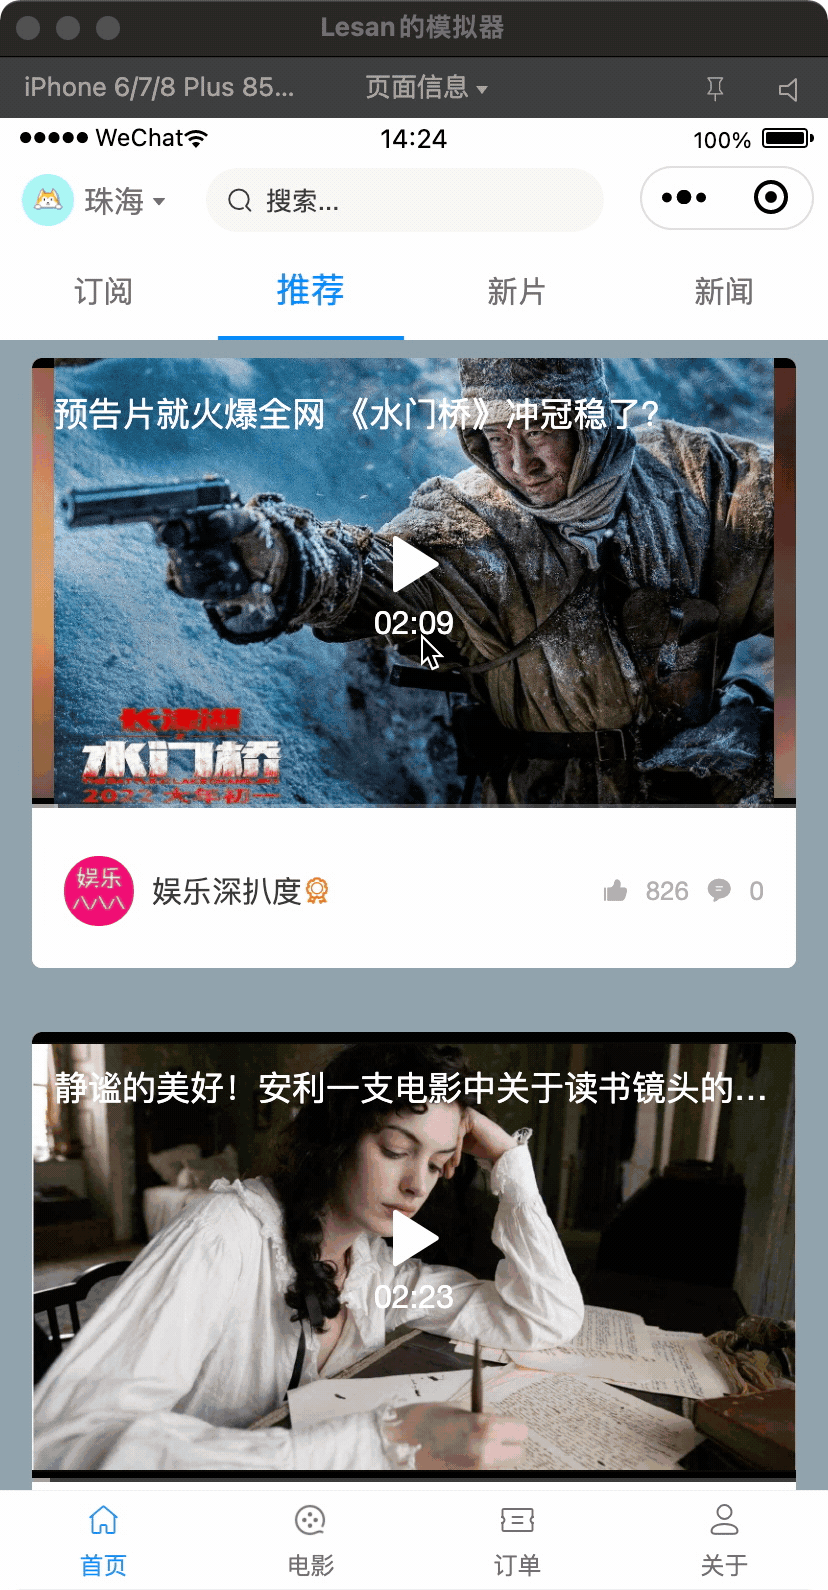 Lesan的模拟器
iPhone 6/7/8 Plus 85... 页面信息
WeChat 14:24 100%
珠海 搜索...
订阅 推荐 新片 新闻
预告片就火爆全网 《水门桥》冲冠稳了?
02:09
长津湖
水门桥
2022 大年初一
娱乐
八八八
娱乐深扒度 826 0
静谧的美好！安利一支电影中关于读书镜头的...
02:23
首页 电影 订单 关于